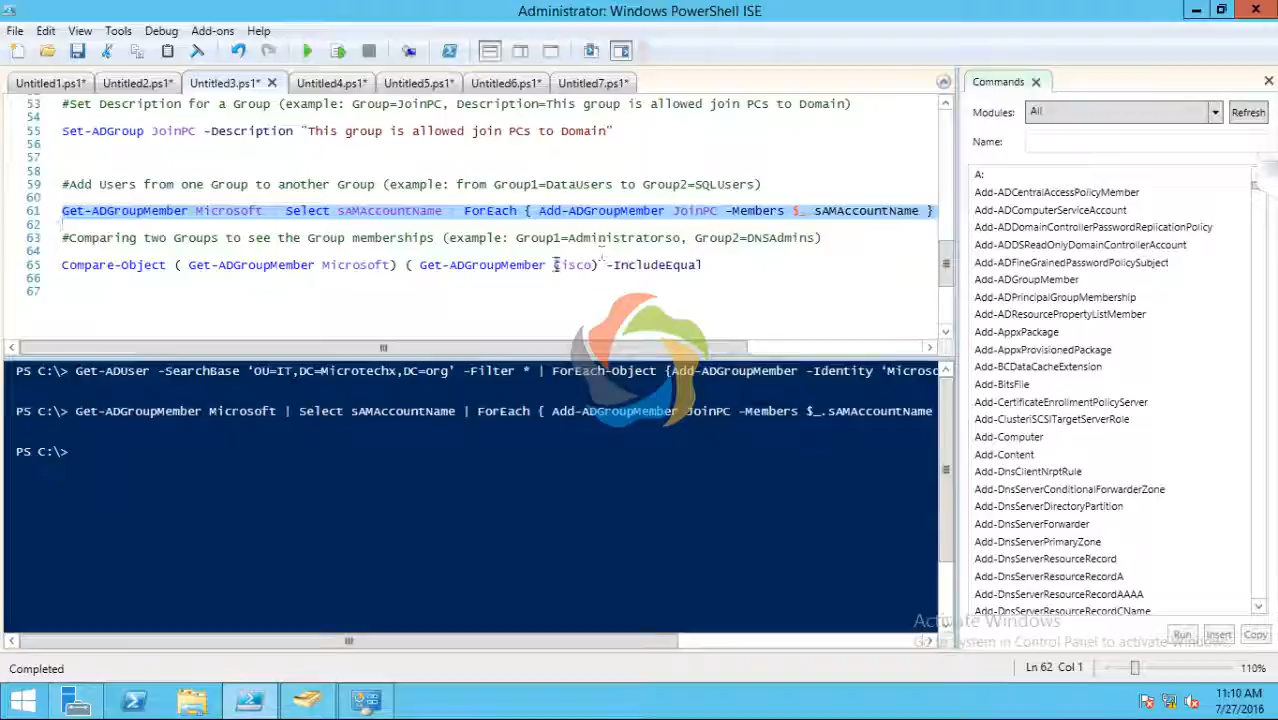 Administrator: Windows PowerShell ISE
File Edit View Tools Debug Add-ons Help
Untitled1.ps1* Untitled2.ps1* Untitled3.ps1* Untitled4.ps1* Untitled5.ps1* Untitled6.ps1* Untitled7.ps1*
53 #Set Description for a Group (example: Group=JoinPC, Description=This group is allowed join PCs to Domain)
54
55 Set-ADGroup JoinPC -Description "This group is allowed join PCs to Domain"
56
57
58
59 #Add Users from one Group to another Group (example: from Group1=DataUsers to Group2=SQLUsers)
60
61 Get-ADGroupMember Microsoft Select sAMAccountName ForEach { Add-ADGroupMember JoinPC -Members $_ sAMAccountName }
62
63 #Comparing two Groups to see the Group memberships (example: Group1=Administratorso, Group2=DNSAdmins)
64
65 Compare-Object ( Get-ADGroupMember Microsoft) ( Get-ADGroupMember Cisco) -IncludeEqual
66
67
PS C:\> Get-ADUser -SearchBase ‘OU=IT,DC=Microtechx,DC=org’ -Filter * | ForEach-Object {Add-ADGroupMember -Identity ‘Microso
PS C:\> Get-ADGroupMember Microsoft | Select sAMAccountName | ForEach { Add-ADGroupMember JoinPC -Members $_.sAMAccountName
PS C:\>
Commands
Modules: All Refresh
Name:
A:
Add-ADCentralAccessPolicyMember
Add-ADComputerServiceAccount
Add-ADDomainControllerPasswordReplicationPolicy
Add-ADDSReadOnlyDomainControllerAccount
Add-ADFineGrainedPasswordPolicySubject
Add-ADGroupMember
Add-ADPrincipalGroupMembership
Add-ADResourcePropertyListMember
Add-AppxPackage
Add-AppxProvisionedPackage
Add-BCDataCacheExtension
Add-BitsFile
Add-CertificateEnrollmentPolicyServer
Add-ClusteriSCSITargetServerRole
Add-Computer
Add-Content
Add-DnsClientNrptRule
Add-DnsServerConditionalForwarderZone
Add-DnsServerDirectoryPartition
Add-DnsServerForwarder
Add-DnsServerPrimaryZone
Add-DnsServerResourceRecord
Add-DnsServerResourceRecordA
Add-DnsServerResourceRecordAAAA
Add-DnsServerResourceRecordCName
Activate Windows
Go to System in Control Panel to activate Windows.
Run Insert Copy
Completed
Ln 62 Col 1
110%
11:10 AM
7/27/2016